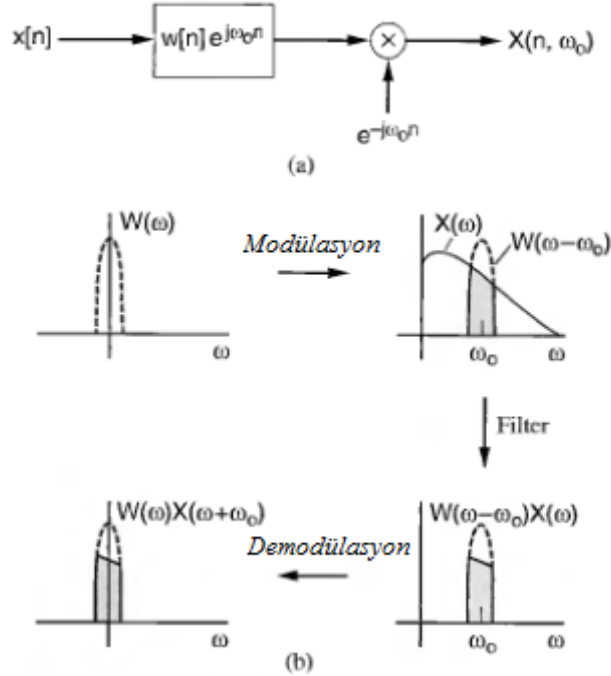 x[n]
w[n] e^{jω₀n}
×
X(n, ω₀)
e^{-jω₀n}
(a)
W(ω)
ω
Modülasyon
X(ω)
W(ω−ω₀)
ω₀
ω
Filter
W(ω)X(ω+ω₀)
ω
Demodülasyon
W(ω−ω₀)X(ω)
ω₀
ω
(b)